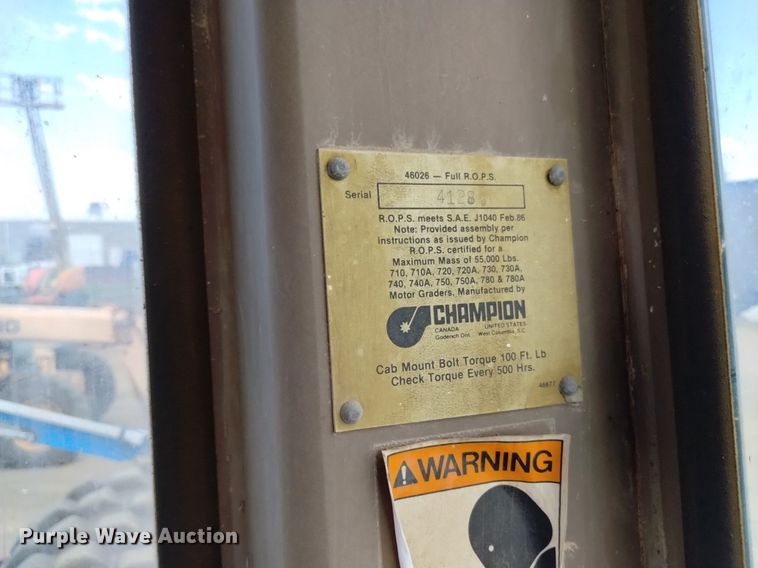 46026 — Full R.O.P.S.
Serial 4128
R.O.P.S. meets S.A.E. J1040 Feb.86
Note: Provided assembly per
instructions as issued by Champion
R.O.P.S. certified for a
Maximum Mass of 55,000 Lbs.
710, 710A, 720, 720A, 730, 730A,
740, 740A, 750, 750A, 780 & 780A
Motor Graders, Manufactured by
CHAMPION
CANADA UNITED STATES
Goderich Ont. West Columbia, S.C.
Cab Mount Bolt Torque 100 Ft. Lb
Check Torque Every 500 Hrs.
46877
WARNING
Purple Wave Auction